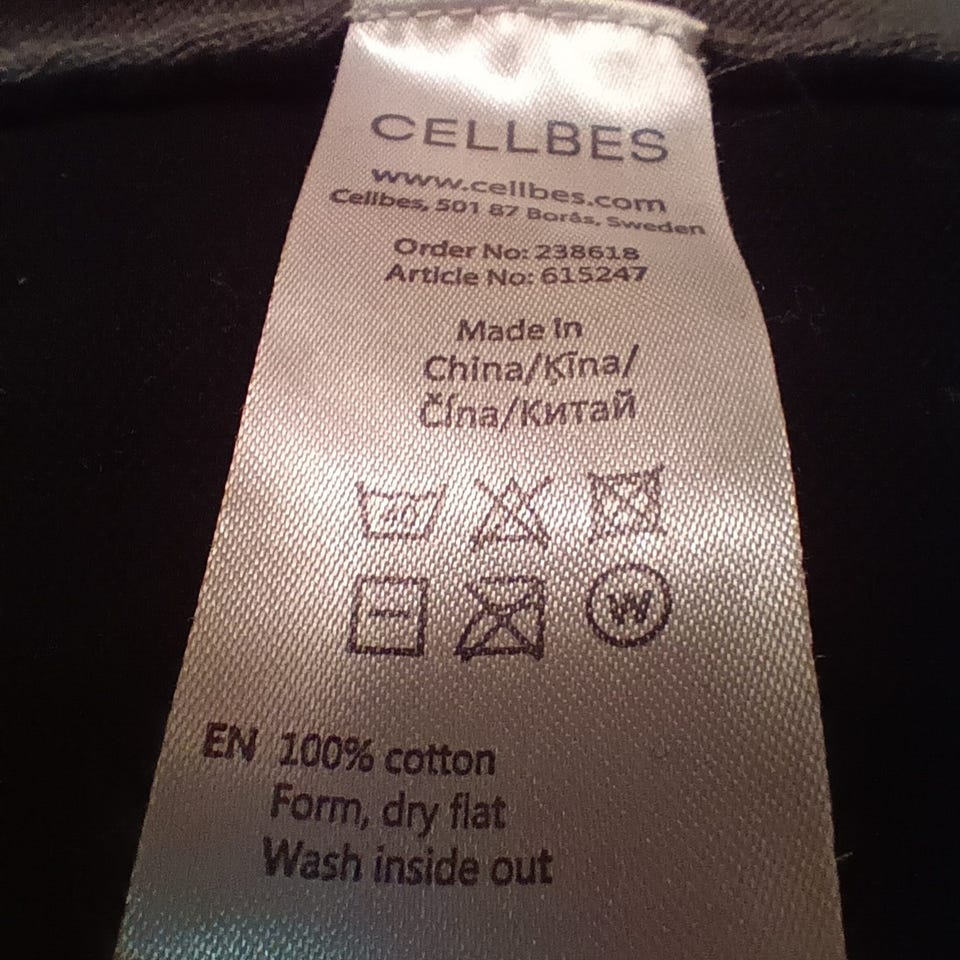 CELLBES
www.cellbes.com
Cellbes, 501 87 Borås, Sweden
Order No: 238618
Article No: 615247
Made in
China/Ķīna/
Čína/Китай
W
EN 100% cotton
Form, dry flat
Wash inside out